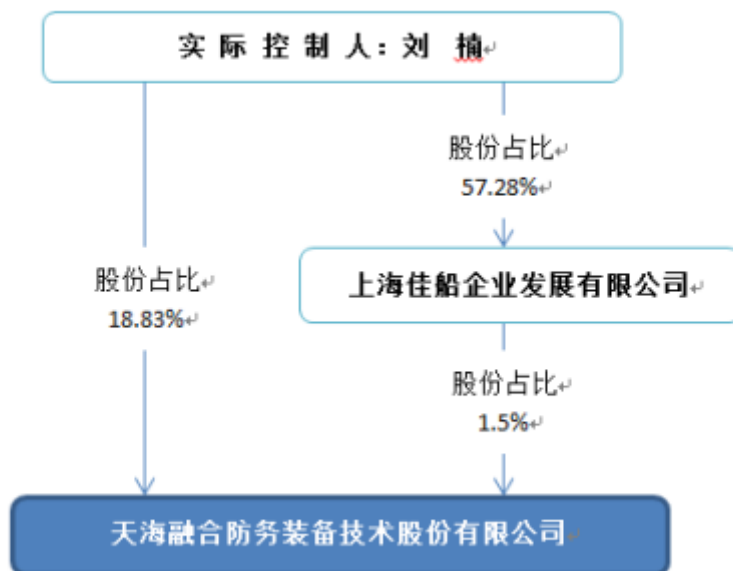 实 际 控 制 人：刘 楠
股份占比
57.28%
上海佳船企业发展有限公司
股份占比
18.83%
股份占比
1.5%
天海融合防务装备技术股份有限公司